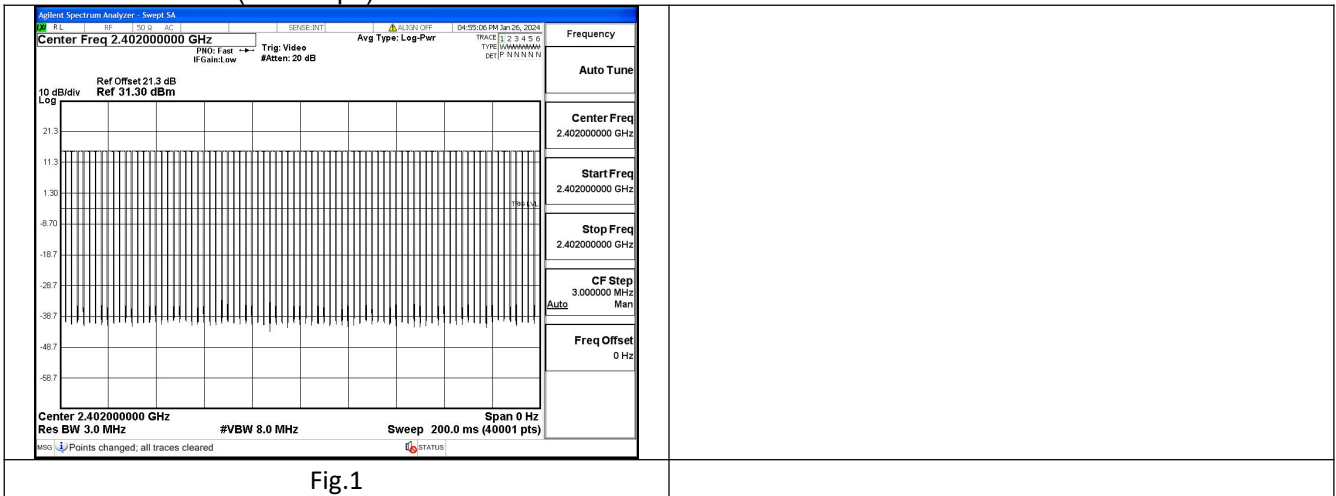 Agilent Spectrum Analyzer - Swept SA
RL RF 50 Ω AC SENSE:INT ALIGN OFF 04:55:06 PM Jan 26, 2024
Center Freq 2.402000000 GHz
PNO: Fast
IFGain:Low
Trig: Video
#Atten: 20 dB
Avg Type: Log-Pwr
TRACE 1 2 3 4 5 6
TYPE
DET P N N N N N
Ref Offset 21.3 dB
10 dB/div Ref 31.30 dBm
Log
21.3
11.3
1.30
-8.70
-18.7
-28.7
-38.7
-48.7
-58.7
TRIG LVL
Center 2.402000000 GHz Span 0 Hz
Res BW 3.0 MHz #VBW 8.0 MHz Sweep 200.0 ms (40001 pts)
MSG Points changed; all traces cleared STATUS
Frequency
Auto Tune
Center Freq
2.402000000 GHz
Start Freq
2.402000000 GHz
Stop Freq
2.402000000 GHz
CF Step
3.000000 MHz
Auto Man
Freq Offset
0 Hz
Fig.1